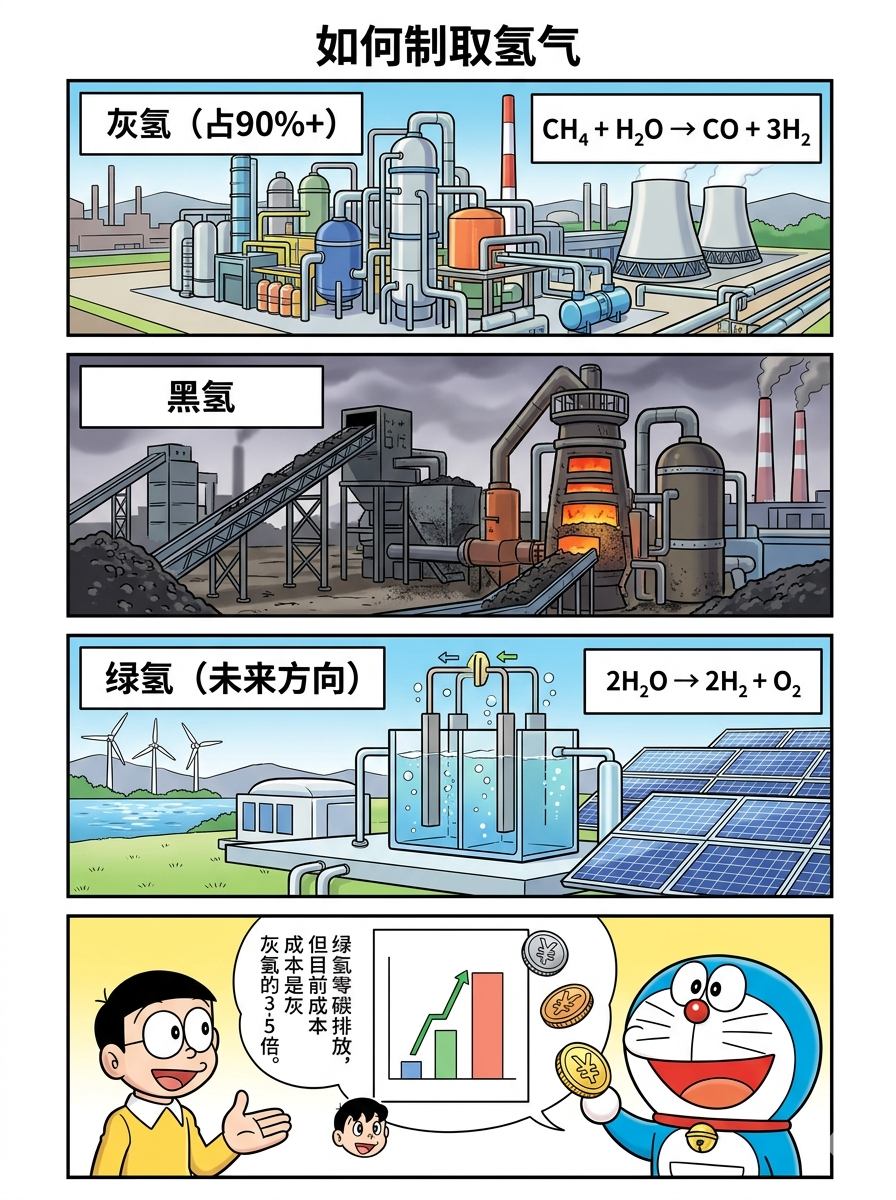 如何制取氢气
灰氢（占90%+）
CH₄ + H₂O → CO + 3H₂
黑氢
绿氢（未来方向）
2H₂O → 2H₂ + O₂
绿氢零碳排放，
但目前成本
成本是灰
灰氢的3-5倍。
¥
¥
¥